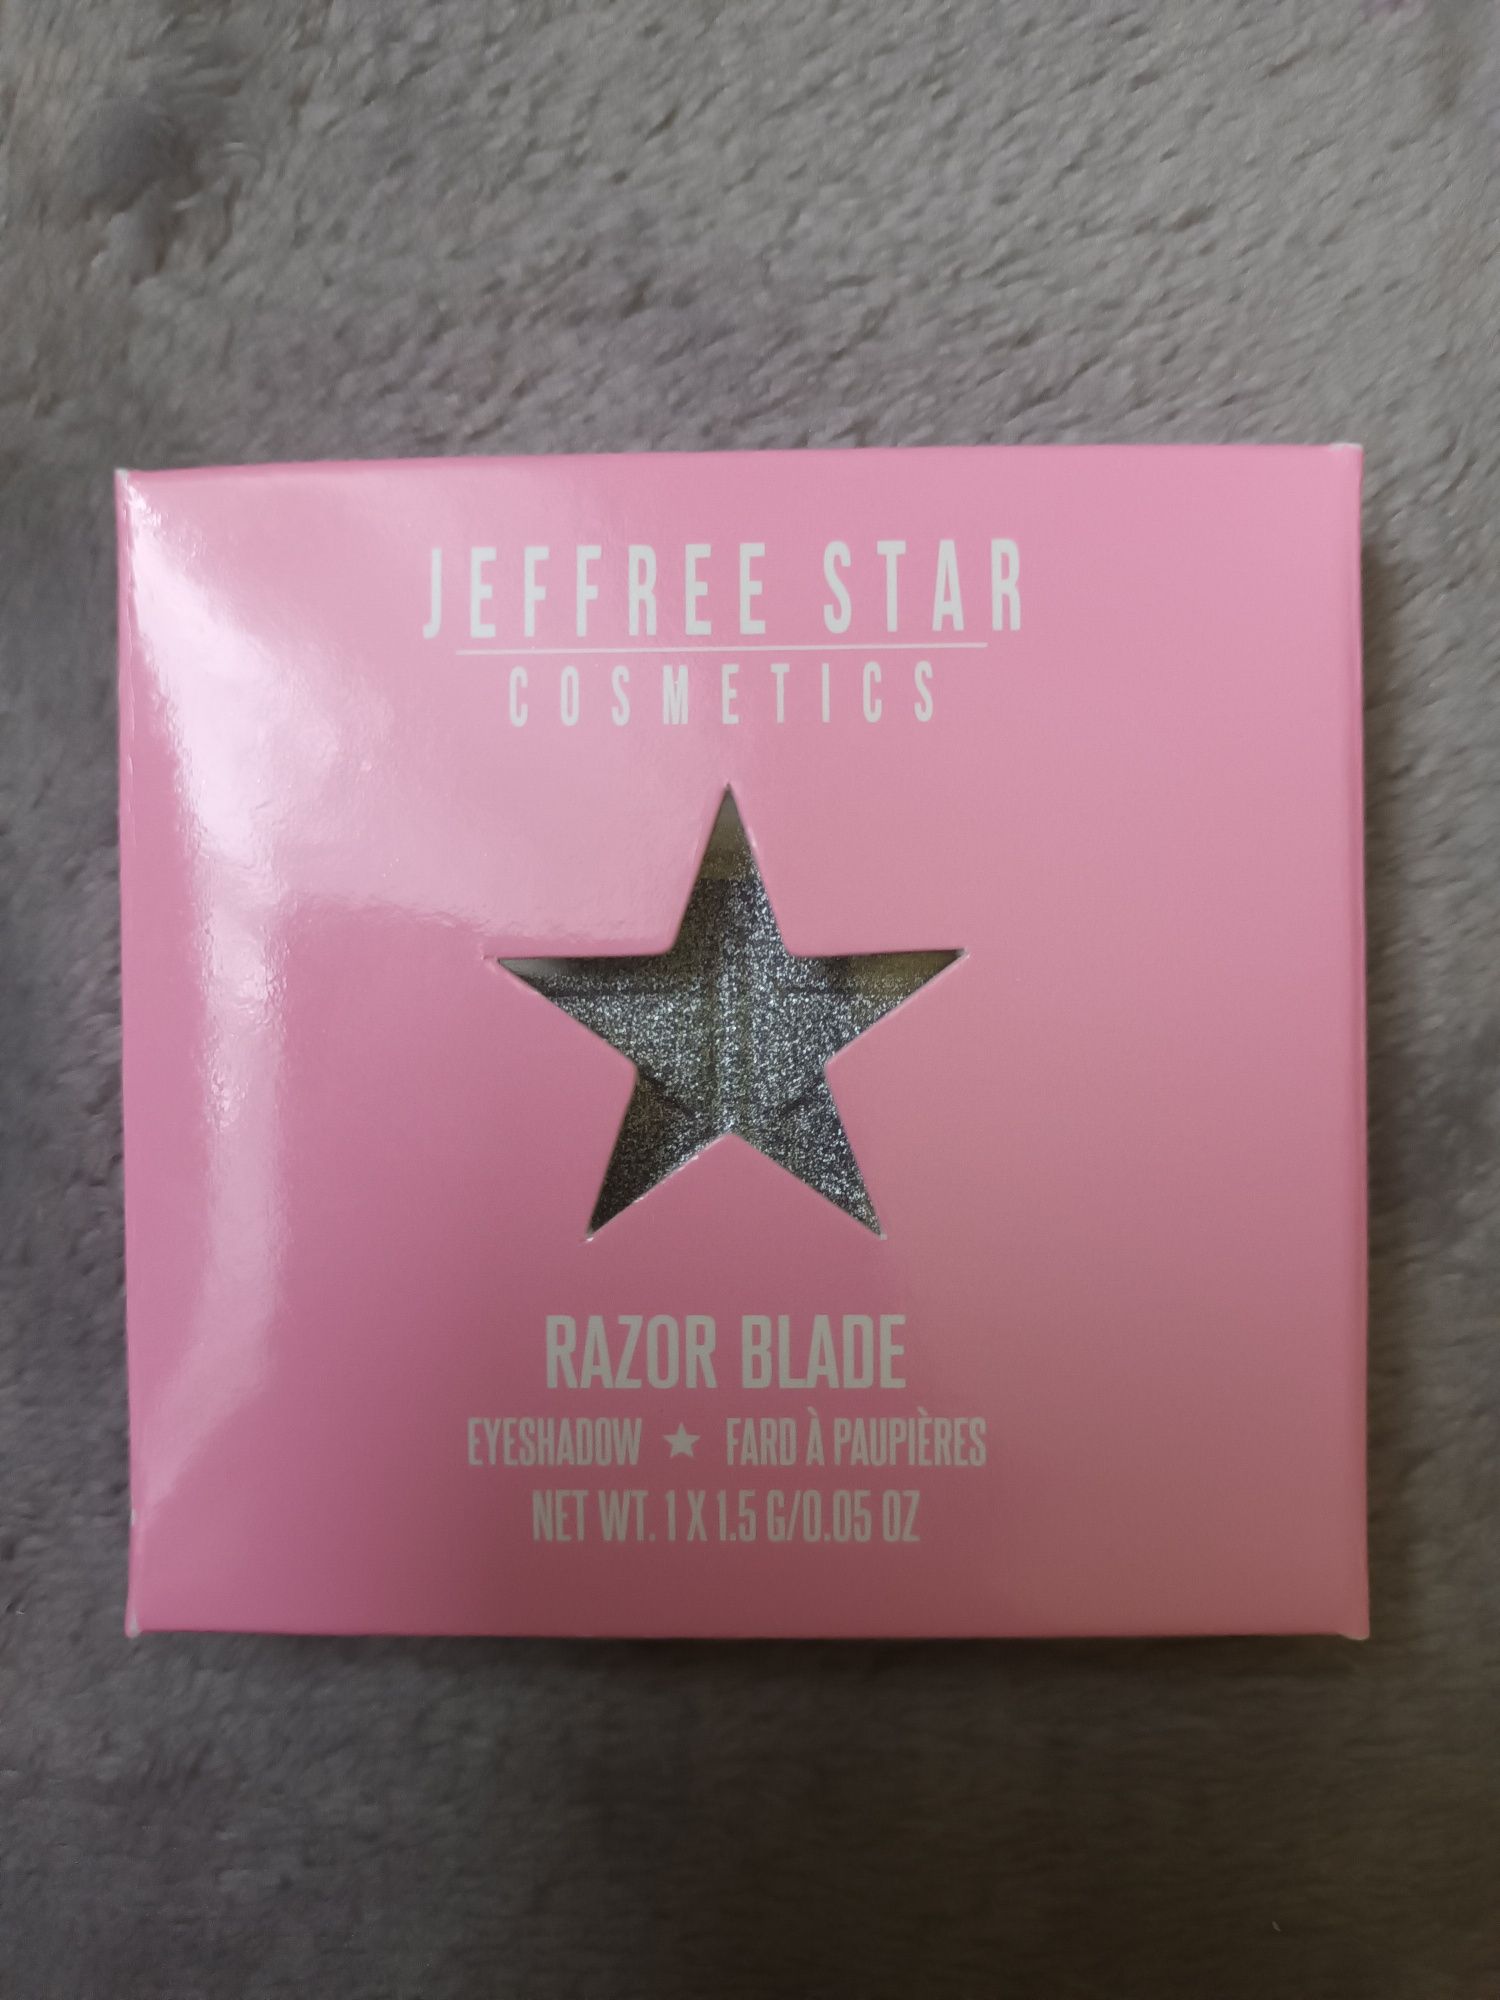 JEFFREE STAR
COSMETICS
RAZOR BLADE
EYESHADOW ★ FARD À PAUPIÈRES
NET WT. 1 X 1.5 G/0.05 OZ